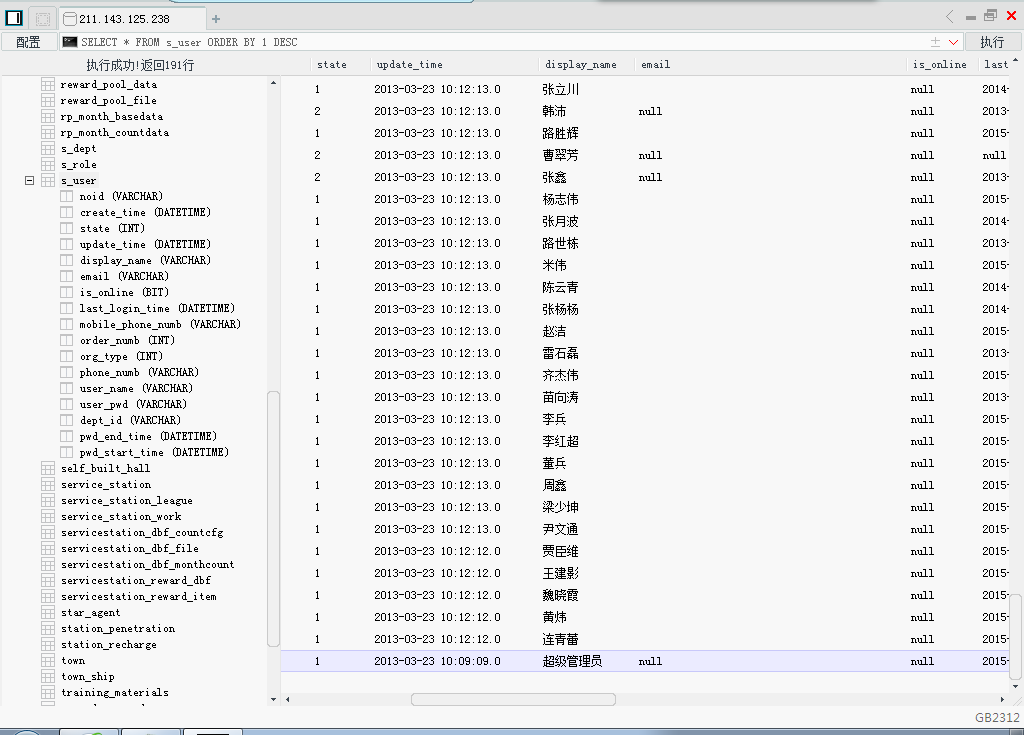 211.143.125.238
配置
SELECT * FROM s_user ORDER BY 1 DESC
执行
执行成功!返回191行
reward_pool_data
reward_pool_file
rp_month_basedata
rp_month_countdata
s_dept
s_role
s_user
noid (VARCHAR)
create_time (DATETIME)
state (INT)
update_time (DATETIME)
display_name (VARCHAR)
email (VARCHAR)
is_online (BIT)
last_login_time (DATETIME)
mobile_phone_numb (VARCHAR)
order_numb (INT)
org_type (INT)
phone_numb (VARCHAR)
user_name (VARCHAR)
user_pwd (VARCHAR)
dept_id (VARCHAR)
pwd_end_time (DATETIME)
pwd_start_time (DATETIME)
self_built_hall
service_station
service_station_league
service_station_work
servicestation_dbf_countcfg
servicestation_dbf_file
servicestation_dbf_monthcount
servicestation_reward_dbf
servicestation_reward_item
star_agent
station_penetration
station_recharge
town
town_ship
training_materials
state update_time display_name email is_online last
1 2013-03-23 10:12:13.0 张立川 null 2014-
2 2013-03-23 10:12:13.0 韩沛 null null 2013-
1 2013-03-23 10:12:13.0 路胜辉 null 2015-
2 2013-03-23 10:12:13.0 曹翠芳 null null null
2 2013-03-23 10:12:13.0 张鑫 null null 2013-
1 2013-03-23 10:12:13.0 杨志伟 null 2015-
1 2013-03-23 10:12:13.0 张月波 null 2014-
1 2013-03-23 10:12:13.0 路世栋 null 2013-
1 2013-03-23 10:12:13.0 米伟 null 2015-
1 2013-03-23 10:12:13.0 陈云青 null 2014-
1 2013-03-23 10:12:13.0 张杨杨 null 2014-
1 2013-03-23 10:12:13.0 赵洁 null 2015-
1 2013-03-23 10:12:13.0 雷石磊 null 2013-
1 2013-03-23 10:12:13.0 齐杰伟 null 2015-
1 2013-03-23 10:12:13.0 苗向涛 null 2013-
1 2013-03-23 10:12:13.0 李兵 null 2015-
1 2013-03-23 10:12:13.0 李红超 null 2015-
1 2013-03-23 10:12:13.0 董兵 null 2015-
1 2013-03-23 10:12:13.0 周鑫 null 2015-
1 2013-03-23 10:12:13.0 梁少坤 null 2015-
1 2013-03-23 10:12:13.0 尹文通 null 2015-
1 2013-03-23 10:12:12.0 贾臣维 null 2015-
1 2013-03-23 10:12:12.0 王建影 null 2015-
1 2013-03-23 10:12:12.0 魏晓霞 null 2015-
1 2013-03-23 10:12:12.0 黄炜 null 2015-
1 2013-03-23 10:12:12.0 连青蕾 null 2015-
1 2013-03-23 10:09:09.0 超级管理员 null null 2015-
GB2312